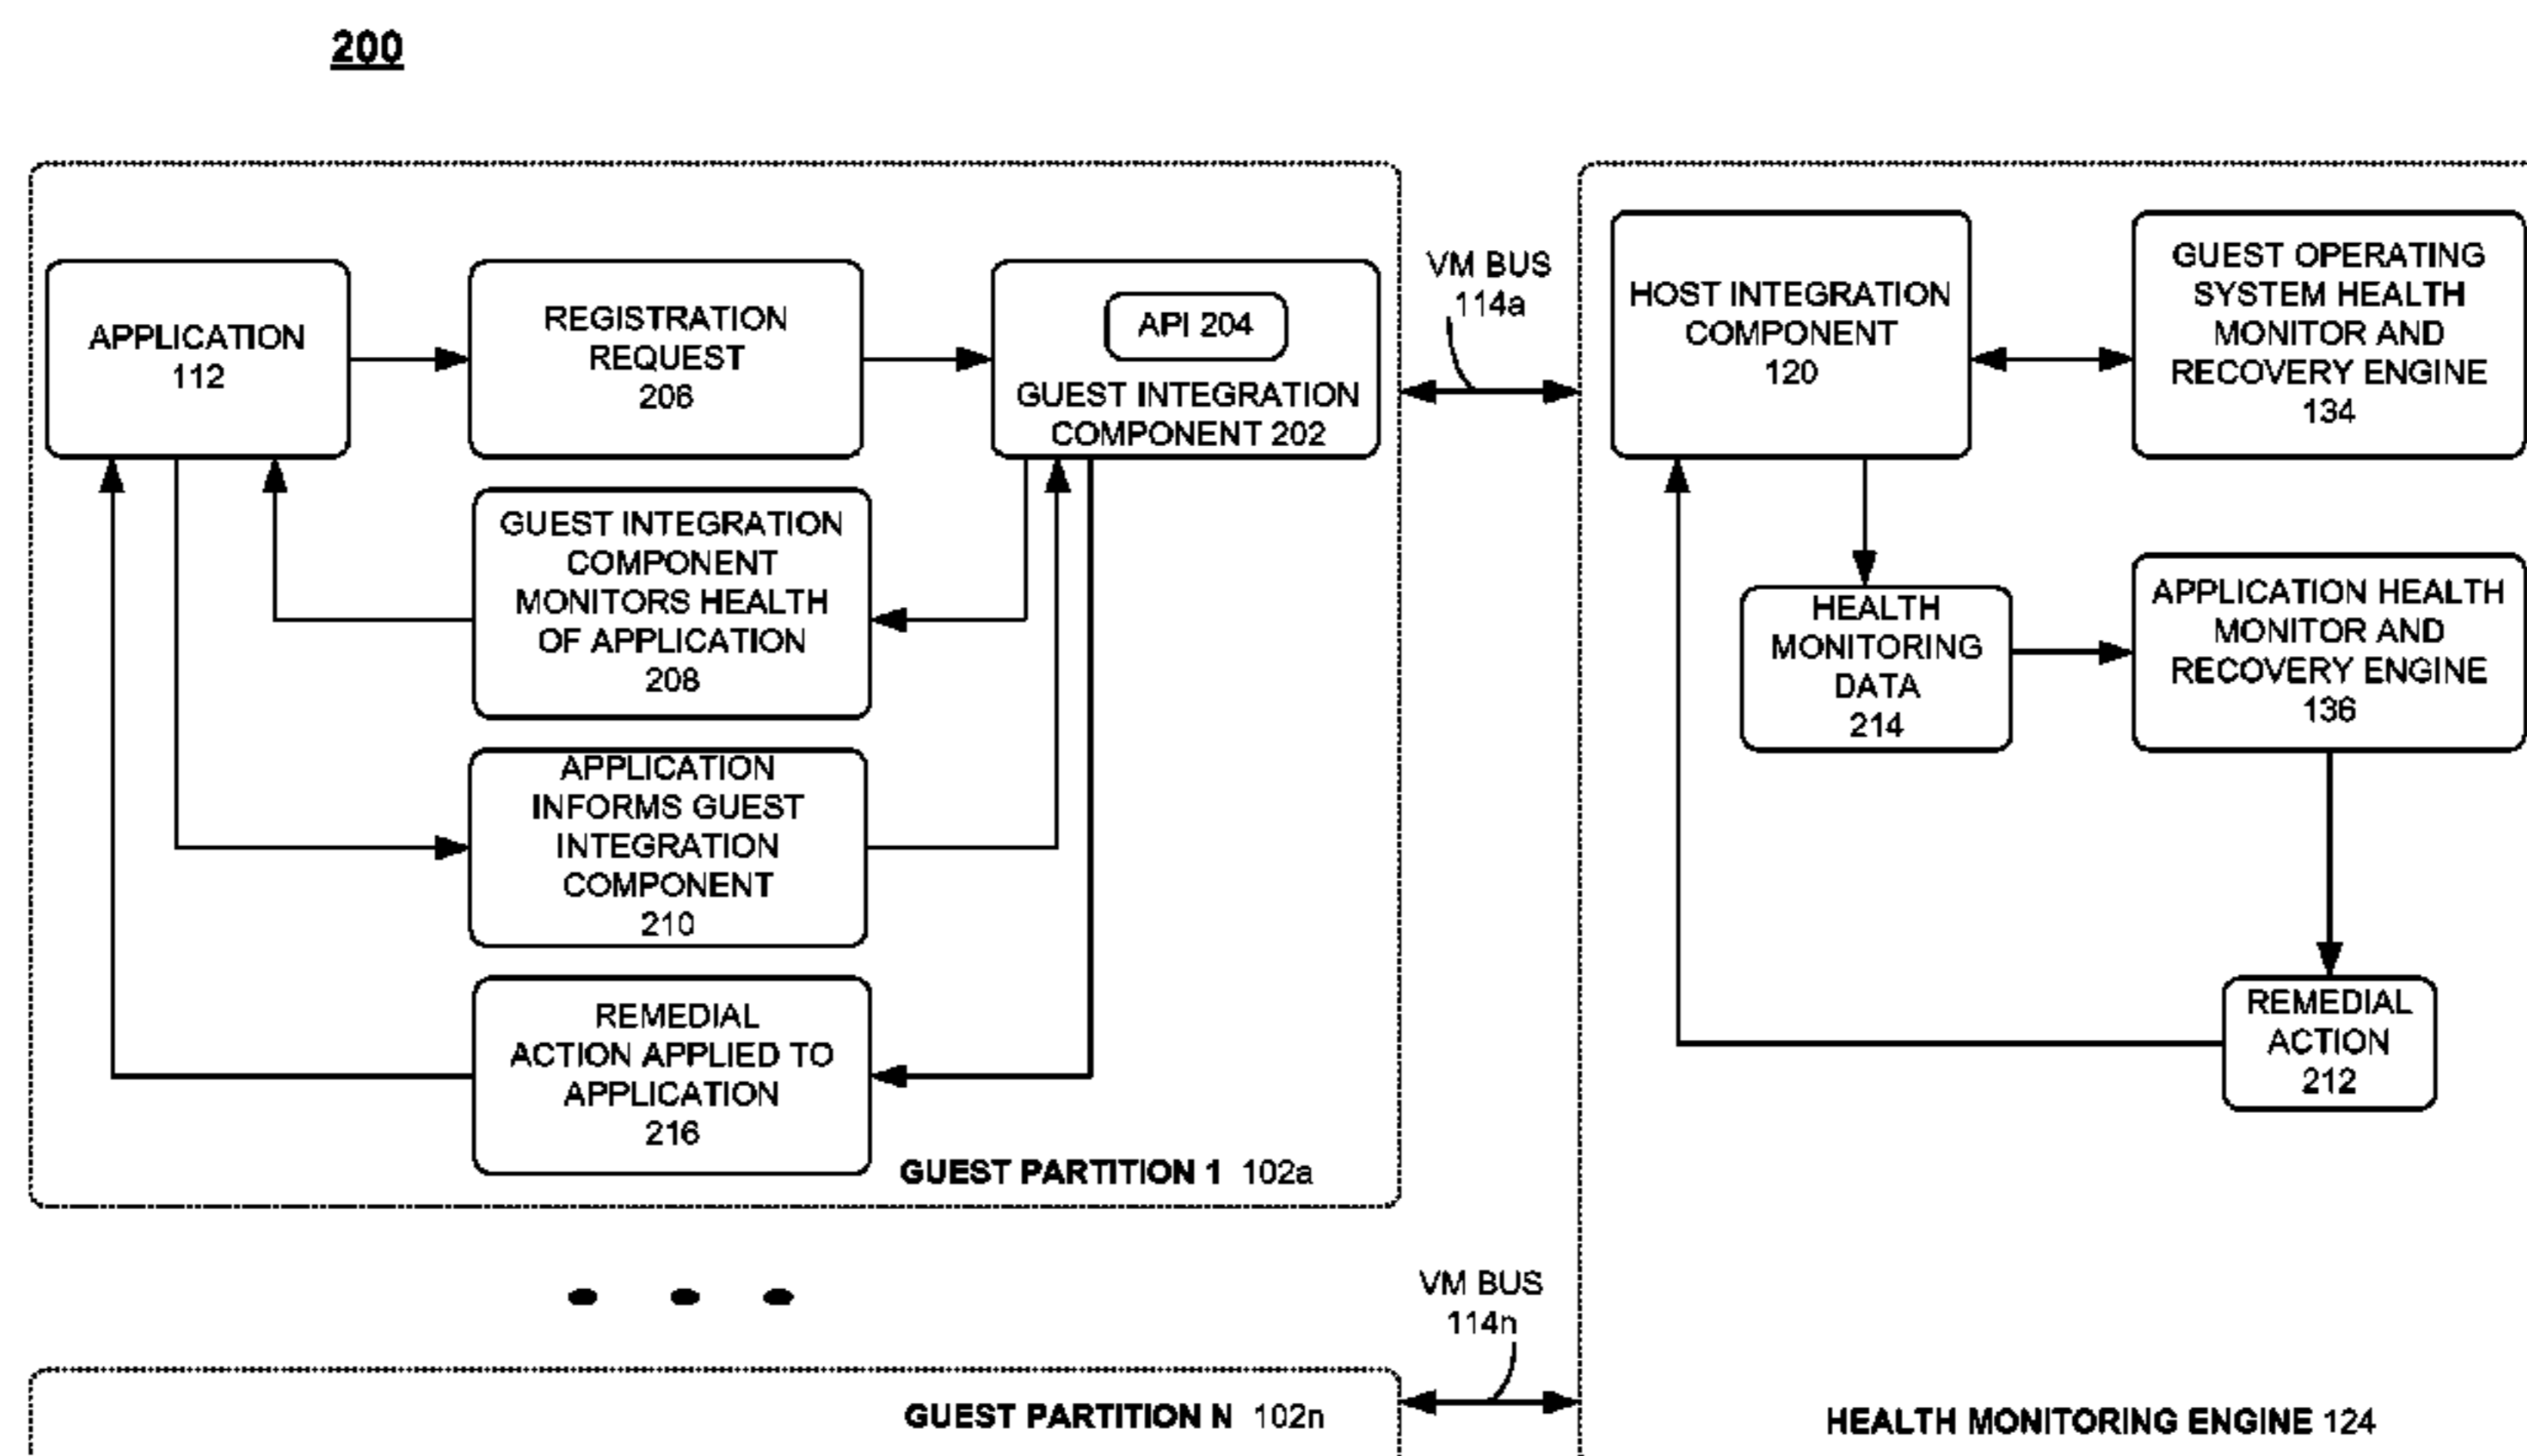 200
APPLICATION
112
REGISTRATION
REQUEST
206
API 204
GUEST INTEGRATION
COMPONENT 202
GUEST INTEGRATION
COMPONENT
MONITORS HEALTH
OF APPLICATION
208
APPLICATION
INFORMS GUEST
INTEGRATION
COMPONENT
210
REMEDIAL
ACTION APPLIED TO
APPLICATION
216
GUEST PARTITION 1 102a
VM BUS
114a
HOST INTEGRATION
COMPONENT
120
GUEST OPERATING
SYSTEM HEALTH
MONITOR AND
RECOVERY ENGINE
134
HEALTH
MONITORING
DATA
214
APPLICATION HEALTH
MONITOR AND
RECOVERY ENGINE
136
REMEDIAL
ACTION
212
VM BUS
114n
GUEST PARTITION N 102n
HEALTH MONITORING ENGINE 124